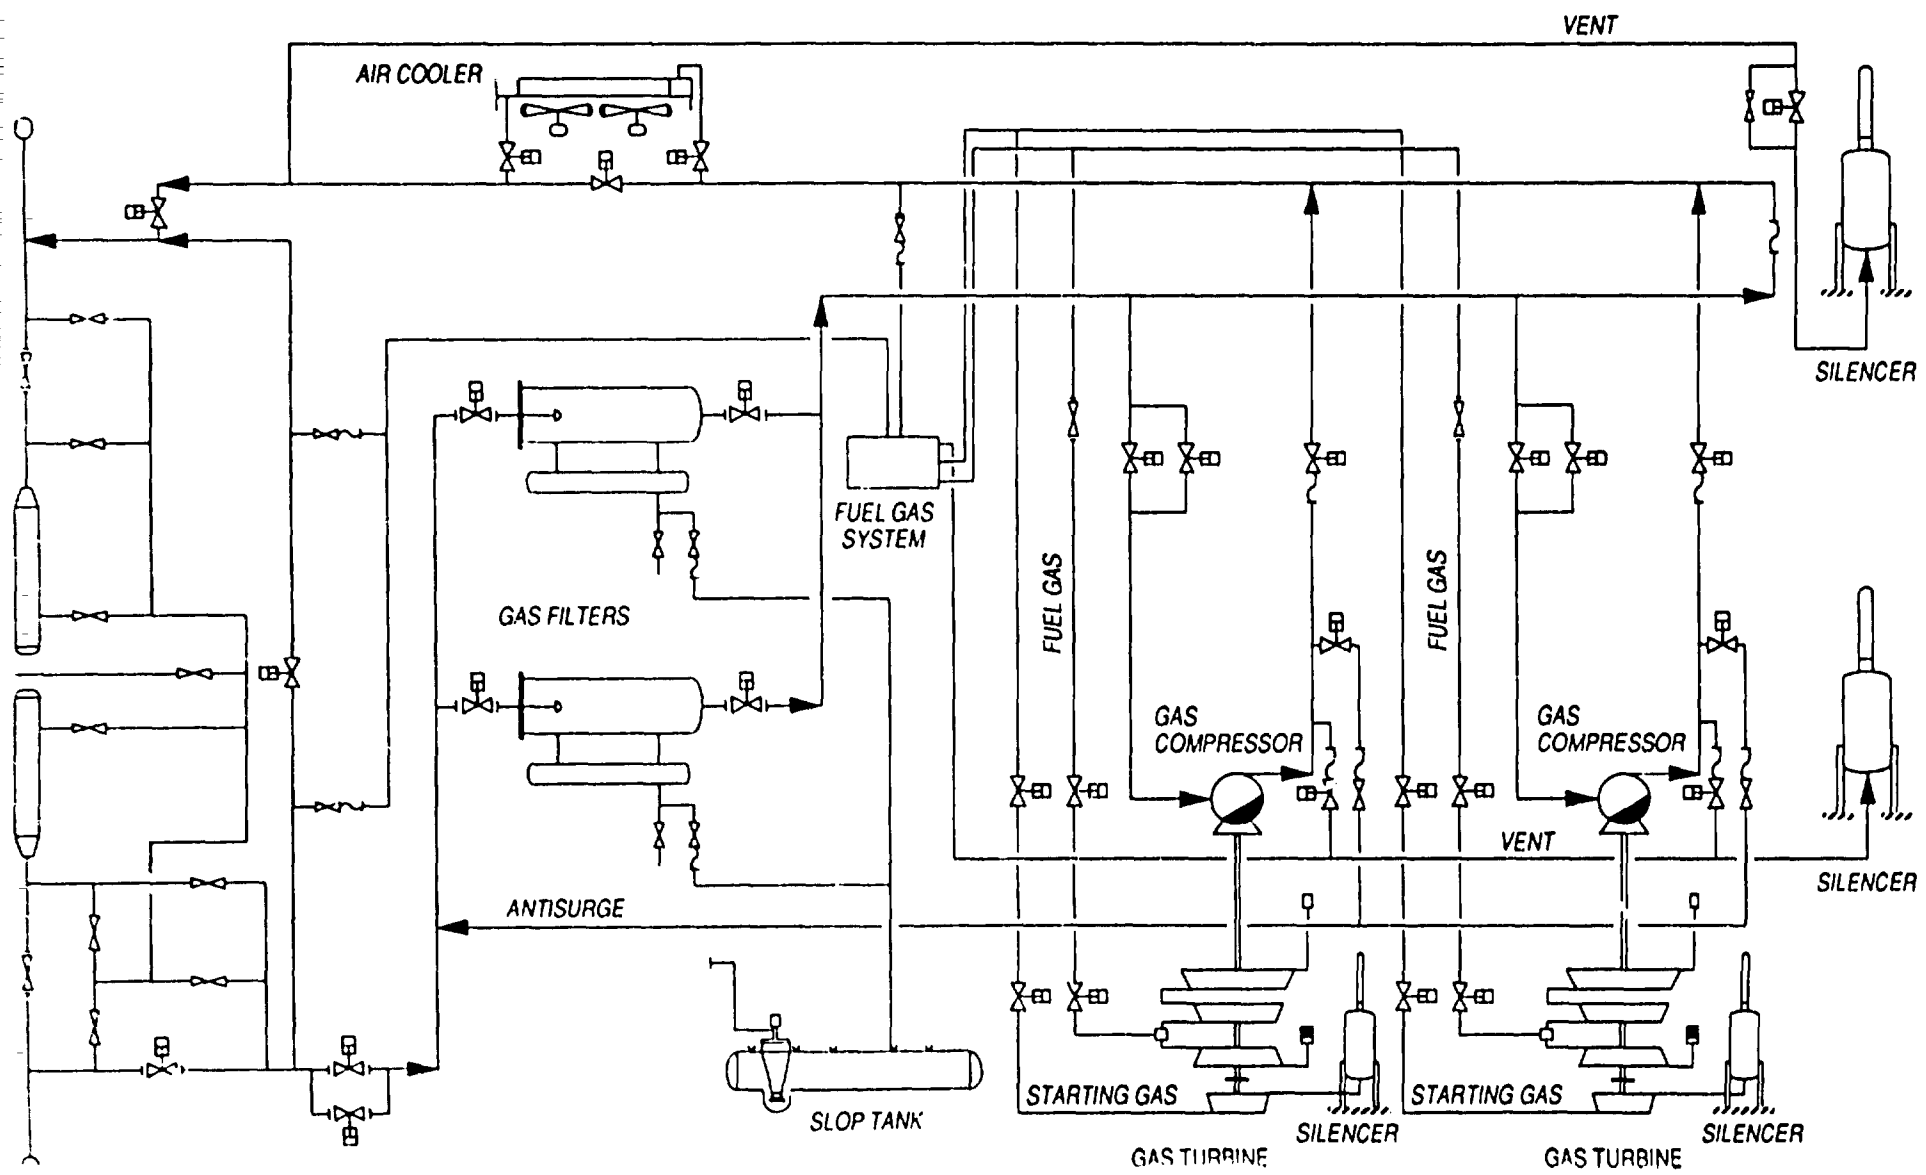 VENT
AIR COOLER
SILENCER
FUEL GAS
SYSTEM
FUEL GAS
FUEL GAS
GAS FILTERS
GAS
COMPRESSOR
GAS
COMPRESSOR
VENT
SILENCER
ANTISURGE
STARTING GAS
STARTING GAS
SLOP TANK
SILENCER
SILENCER
GAS TURBINE
GAS TURBINE